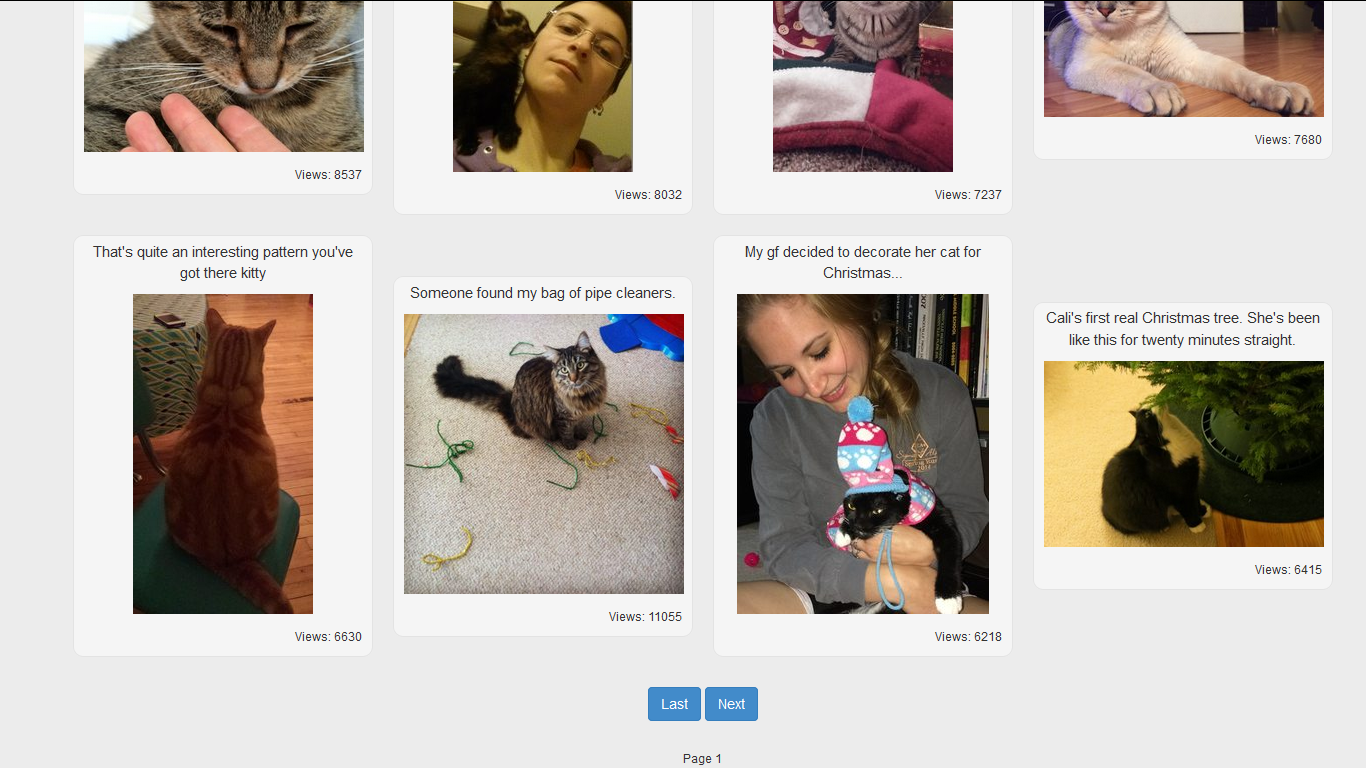 Views: 8537
Views: 8032
Views: 7237
Views: 7680
That's quite an interesting pattern you've
got there kitty
Views: 6630
Someone found my bag of pipe cleaners.
Views: 11055
My gf decided to decorate her cat for
Christmas...
Views: 6218
Cali's first real Christmas tree. She's been
like this for twenty minutes straight.
Views: 6415
Last
Next
Page 1